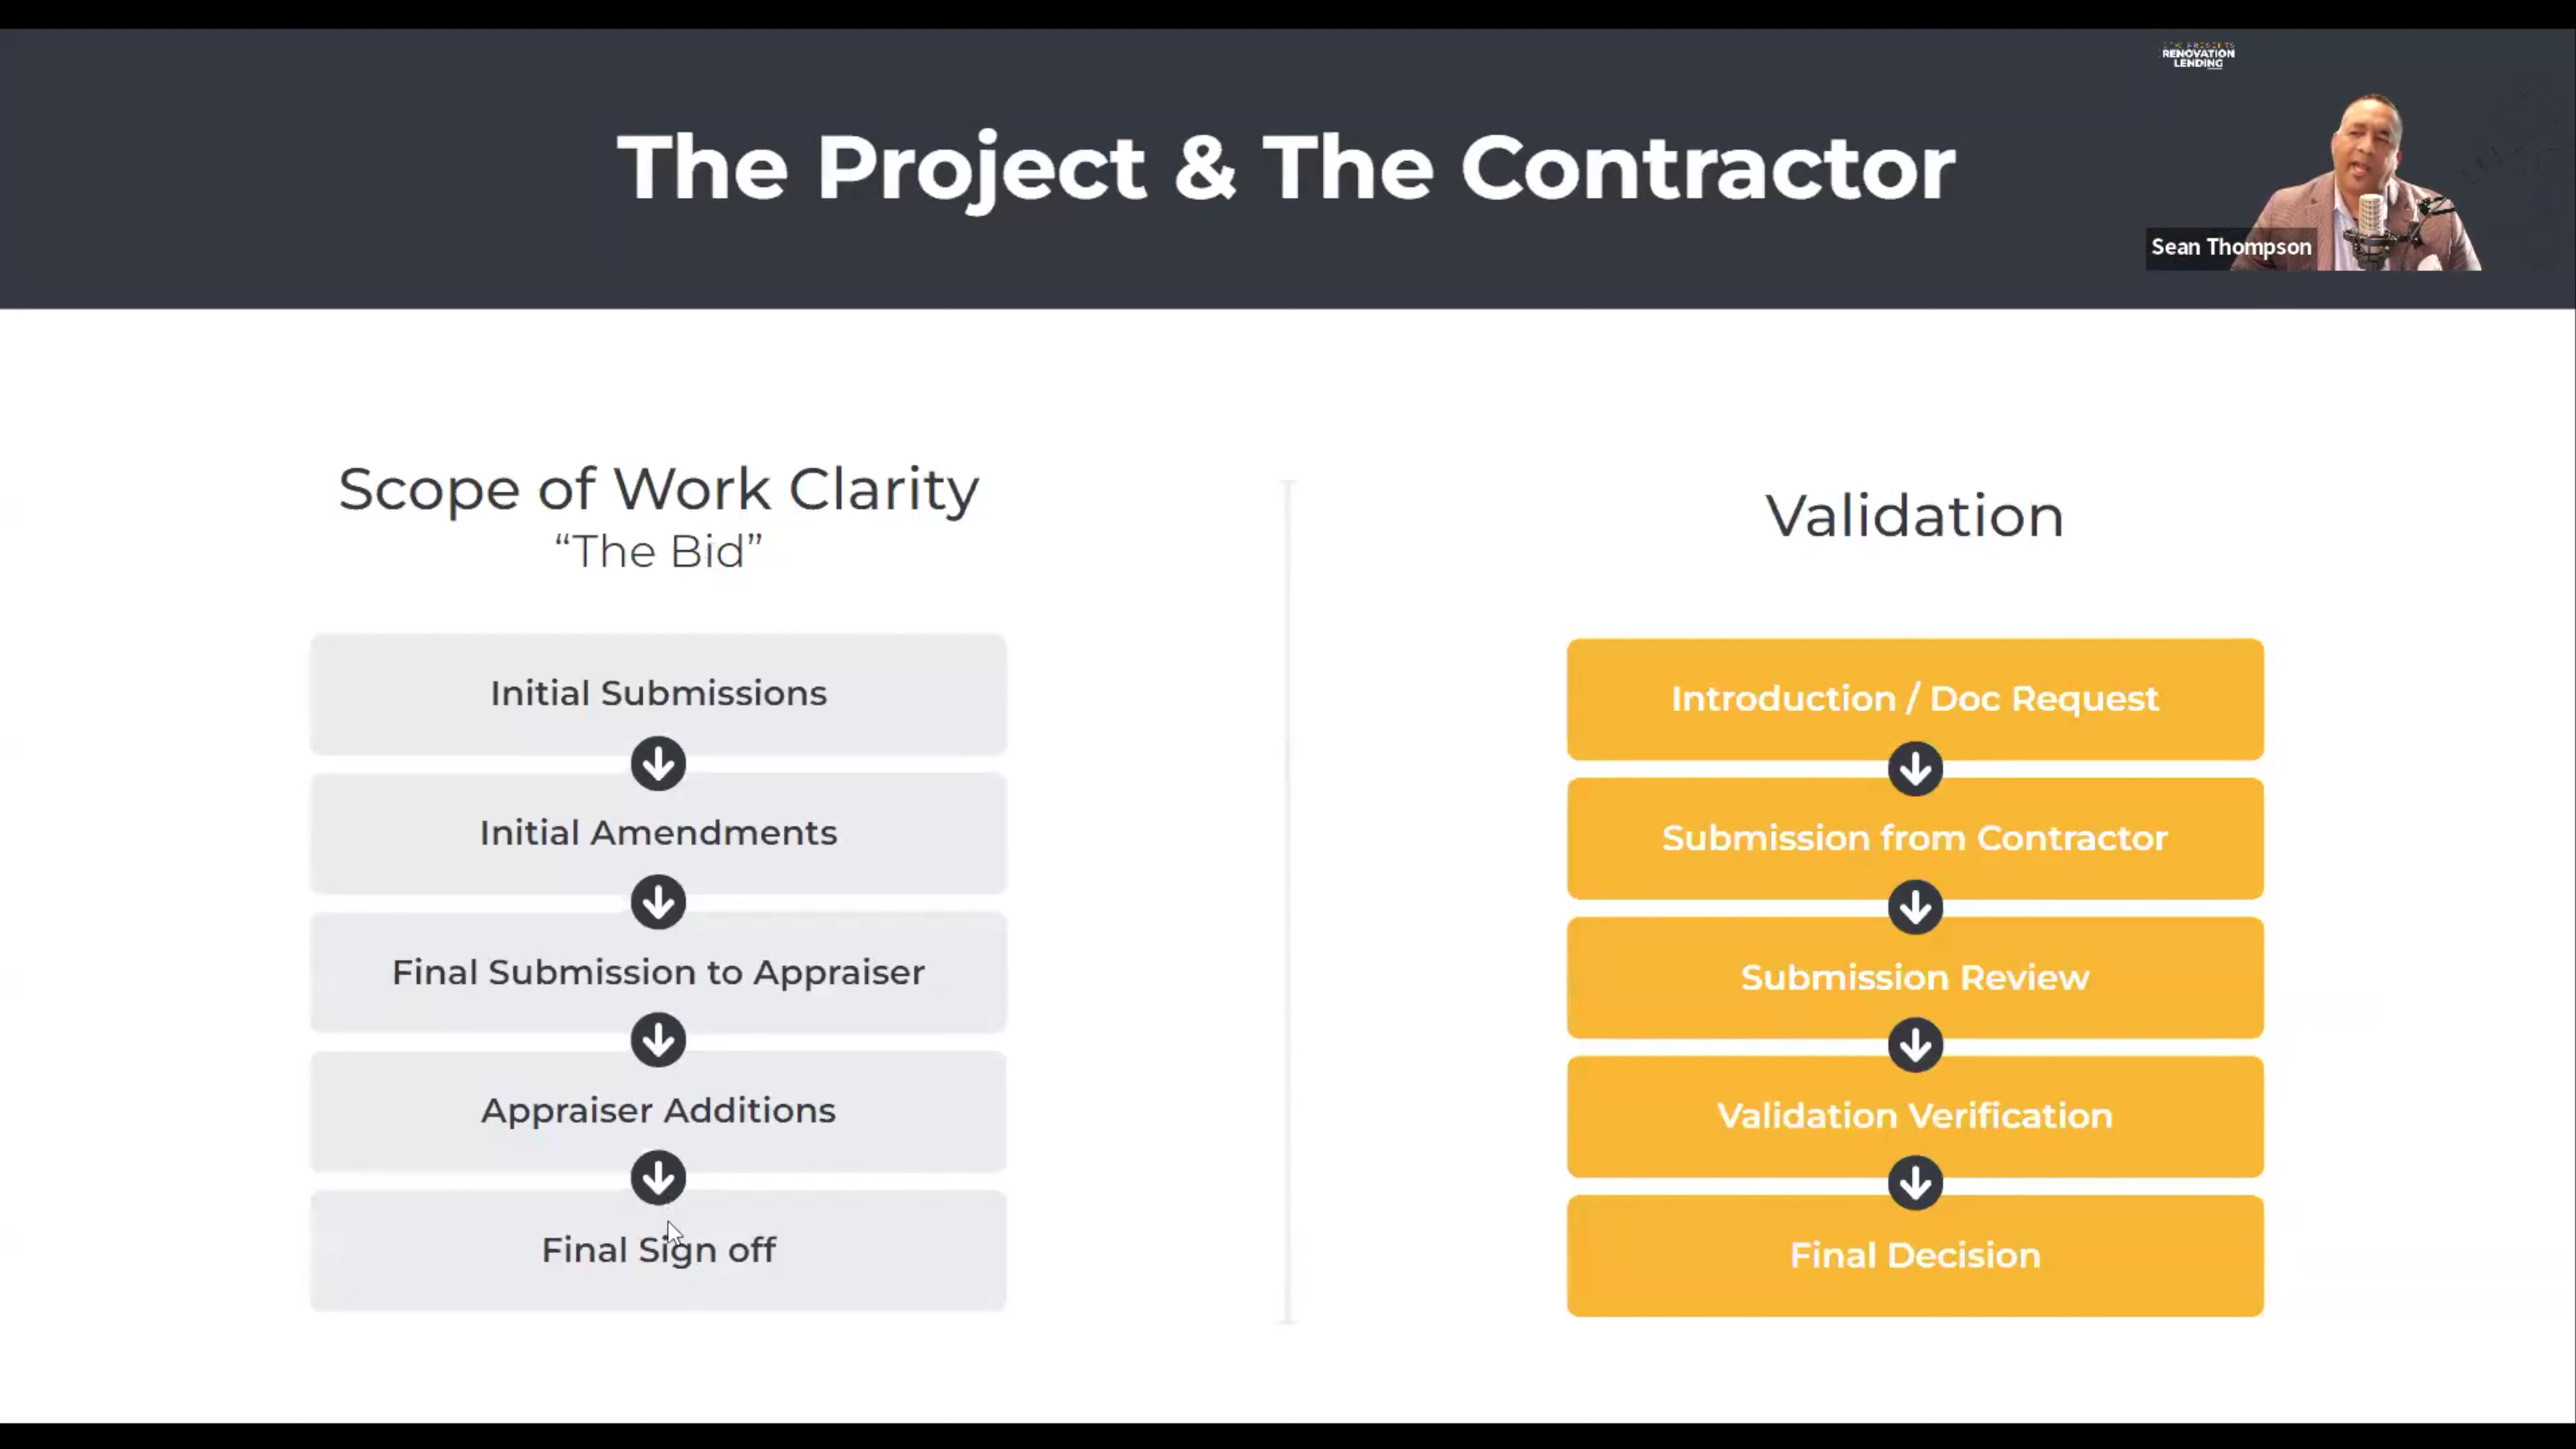 RENOVATION
LENDING
The Project & The Contractor
Sean Thompson
Scope of Work Clarity
“The Bid”
Initial Submissions
Initial Amendments
Final Submission to Appraiser
Appraiser Additions
Final Sign off
Validation
Introduction / Doc Request
Submission from Contractor
Submission Review
Validation Verification
Final Decision